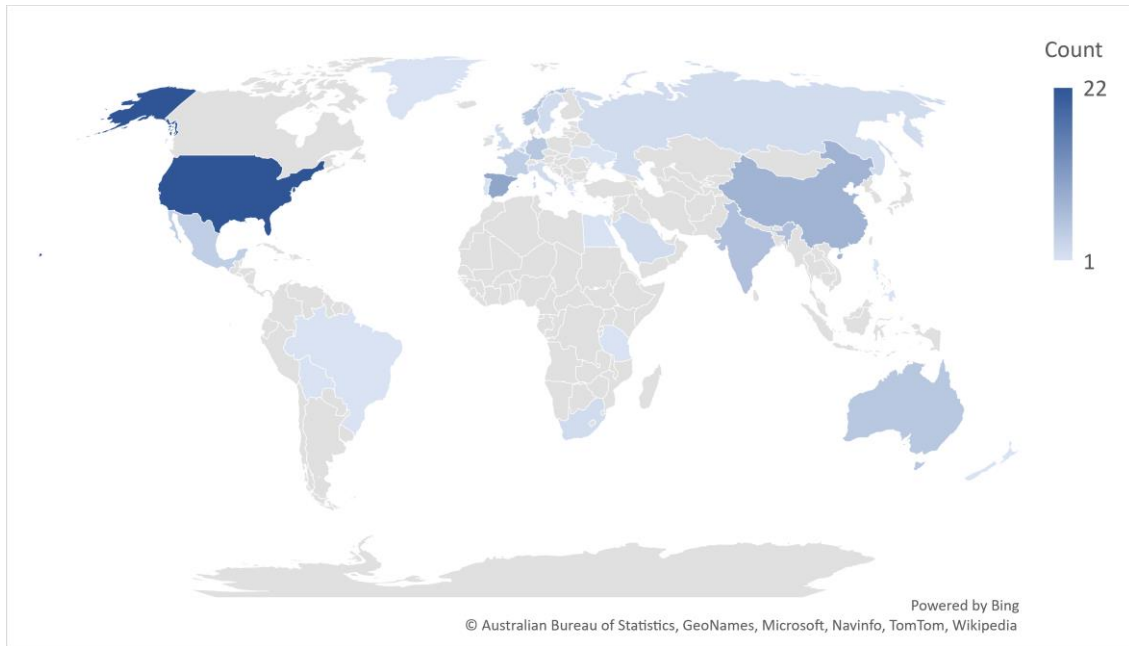 Count
22
1
Powered by Bing
© Australian Bureau of Statistics, GeoNames, Microsoft, Navinfo, TomTom, Wikipedia